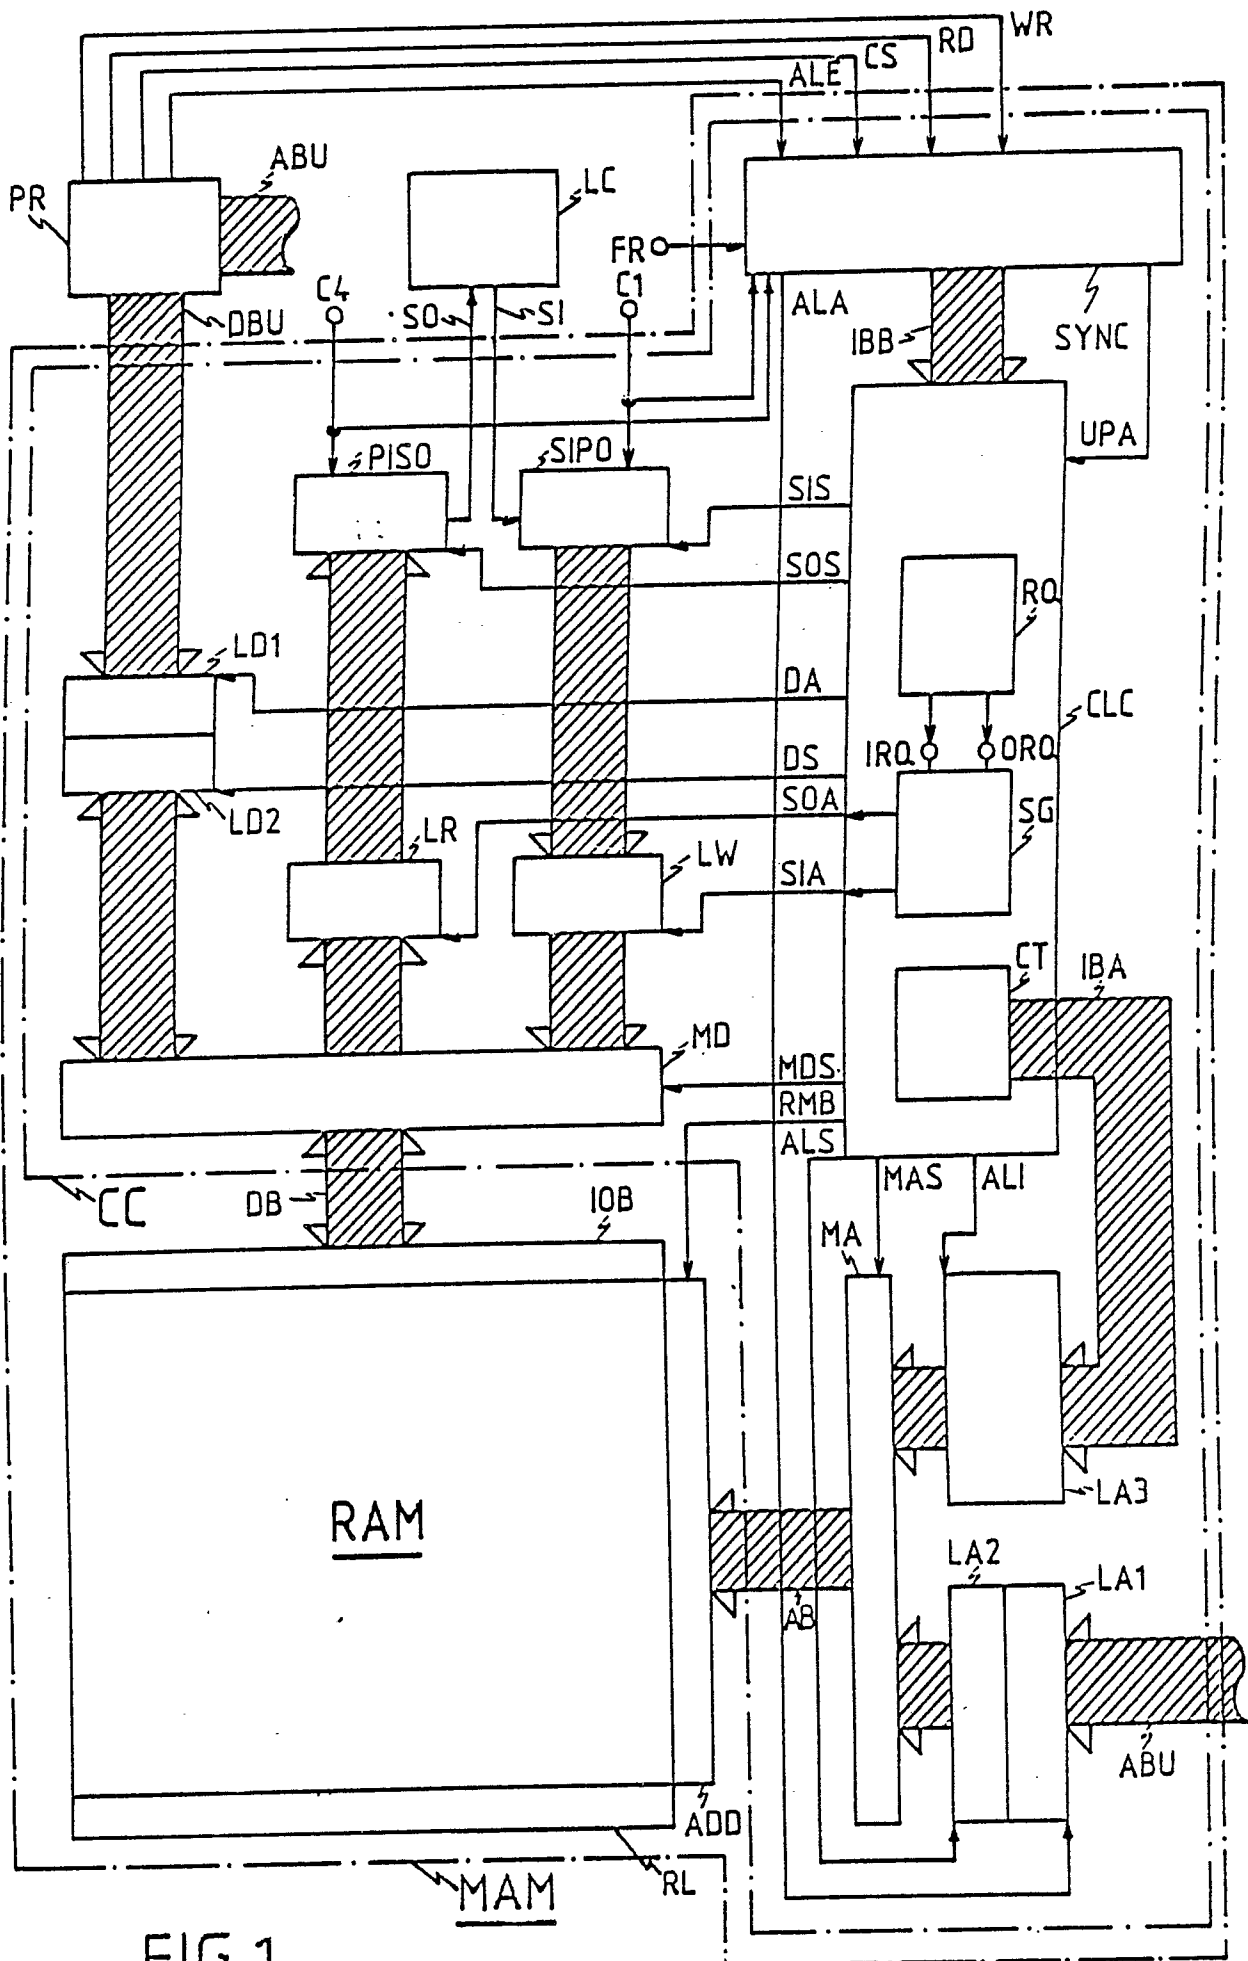 WR
RD
CS
ALE
ABU
PR
LC
FR
C4
C1
DBU
SO
SI
ALA
IBB
SYNC
UPA
PISO
SIPO
SIS
SOS
RQ
LD1
DA
CLC
IRQ
ORQ
DS
LD2
SOA
SG
LR
LW
SIA
CT
IBA
MD
MDS
RMB
ALS
MAS
ALI
CC
DB
IOB
MA
LA3
RAM
LA2
LA1
AB
ABU
ADD
RL
MAM
FIG.1